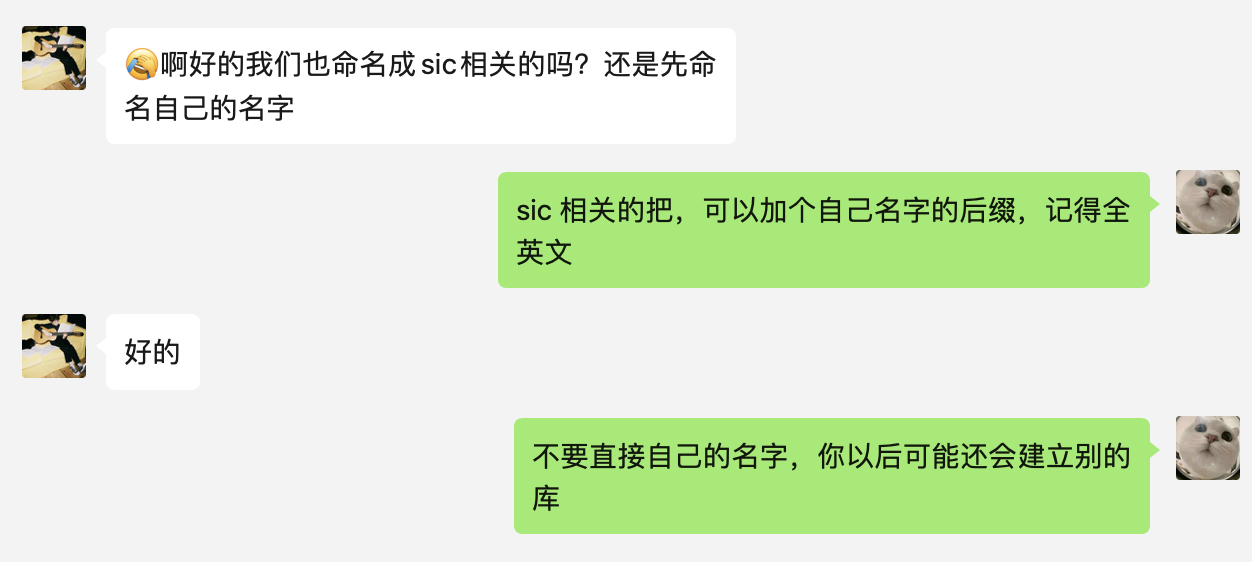 🤣啊好的我们也命名成sic相关的吗？还是先命
名自己的名字
sic 相关的把，可以加个自己名字的后缀，记得全
英文
好的
不要直接自己的名字，你以后可能还会建立别的
库